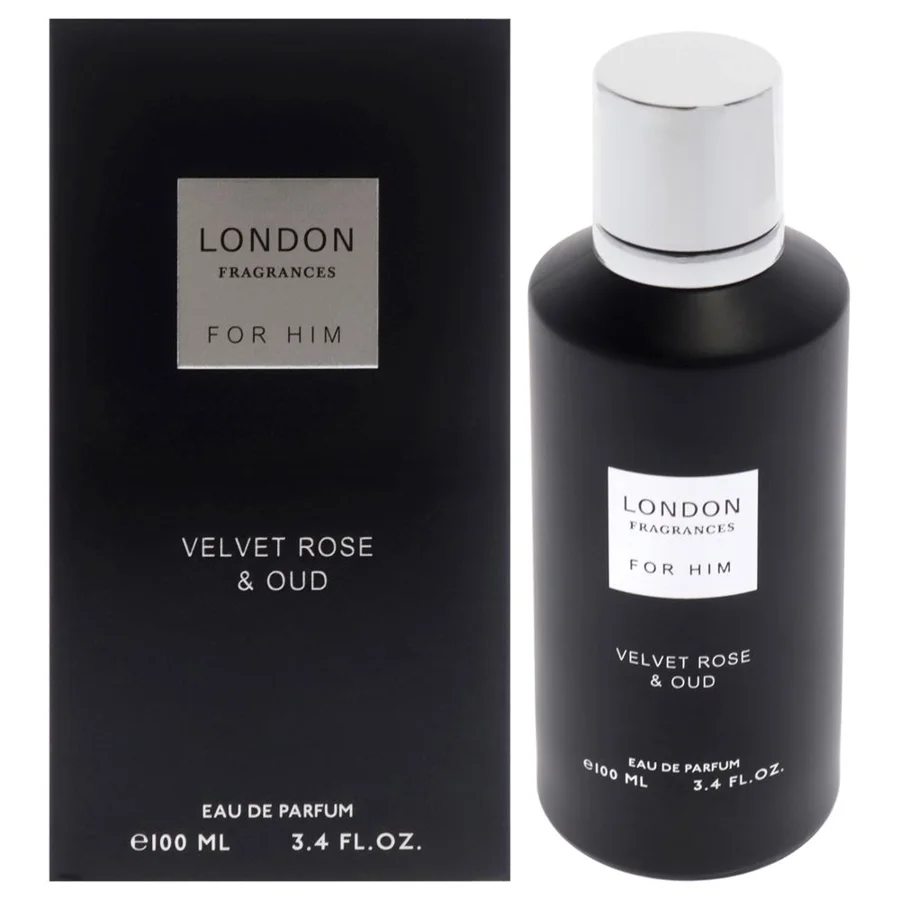 LONDON
FRAGRANCES
FOR HIM
VELVET ROSE
& OUD
EAU DE PARFUM
℮100 ML 3.4 FL.OZ.
LONDON
FRAGRANCES
FOR HIM
VELVET ROSE
& OUD
EAU DE PARFUM
℮100 ML 3.4 FL.OZ.